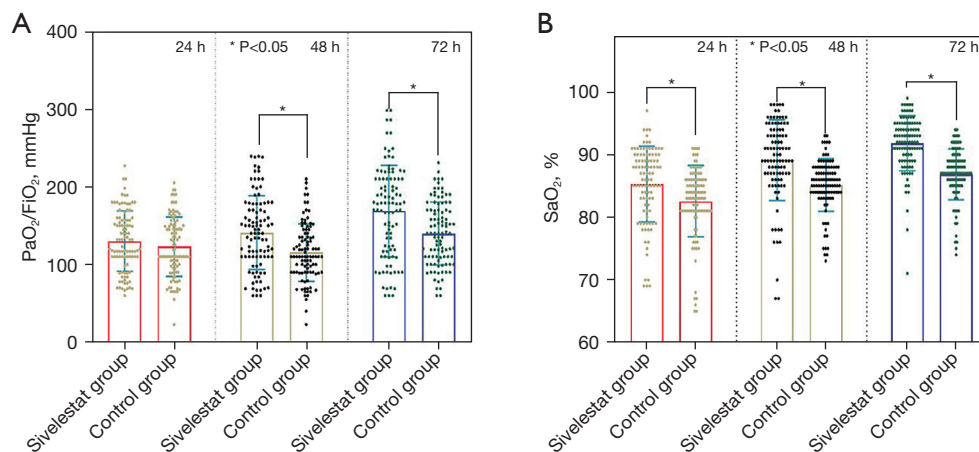 A
400
300
200
100
0
PaO₂/FiO₂, mmHg
24 h
* P<0.05
48 h
72 h
*
*
Sivelestat group
Control group
Sivelestat group
Control group
Sivelestat group
Control group
B
100
90
80
70
60
SaO₂, %
24 h
* P<0.05
48 h
72 h
*
*
*
Sivelestat group
Control group
Sivelestat group
Control group
Sivelestat group
Control group